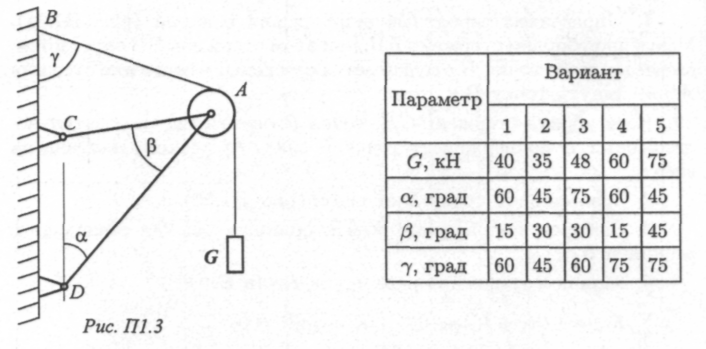 B
γ
A
C
β
α
D
G
Рис. П1.3
Параметр Вариант
1 2 3 4 5
G, кН 40 35 48 60 75
α, град 60 45 75 60 45
β, град 15 30 30 15 45
γ, град 60 45 60 75 75